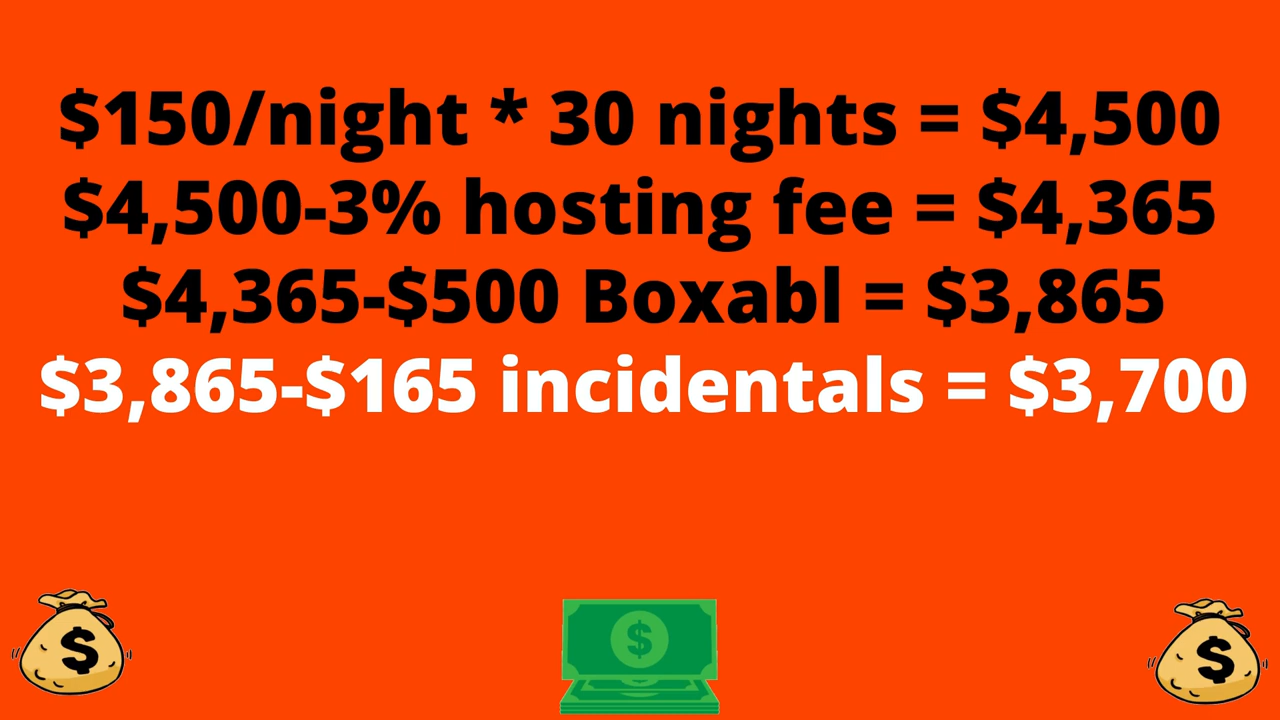 $150/night * 30 nights = $4,500
$4,500-3% hosting fee = $4,365
$4,365-$500 Boxabl = $3,865
$3,865-$165 incidentals = $3,700
$
$
$